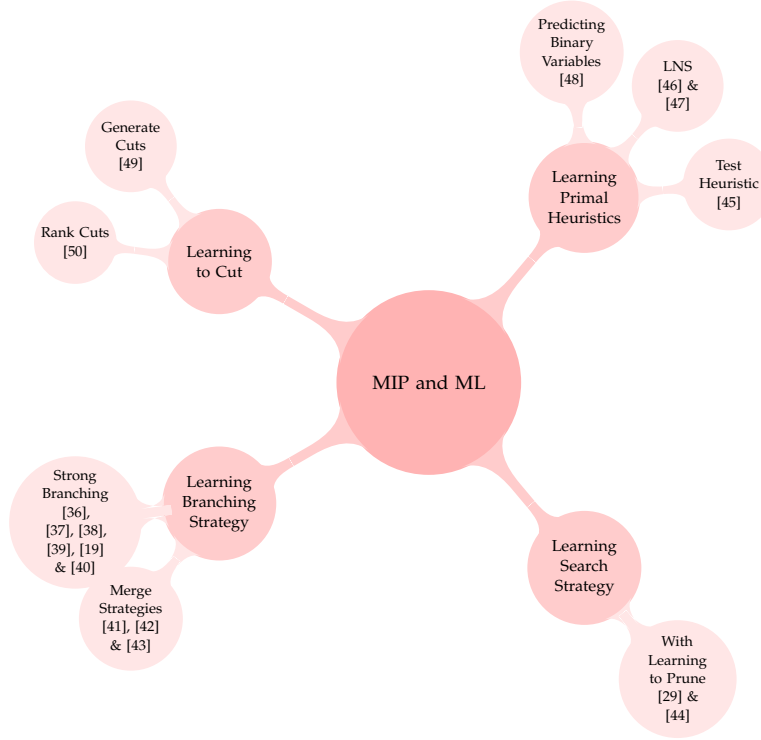 Predicting
Binary
Variables
[48]
LNS
[46] &
[47]
Test
Heuristic
[45]
Learning
Primal
Heuristics
Generate
Cuts
[49]
Rank Cuts
[50]
Learning
to Cut
MIP and ML
Learning
Branching
Strategy
Strong
Branching
[36],
[37], [38],
[39], [19]
& [40]
Merge
Strategies
[41], [42]
& [43]
Learning
Search
Strategy
With
Learning
to Prune
[29] &
[44]